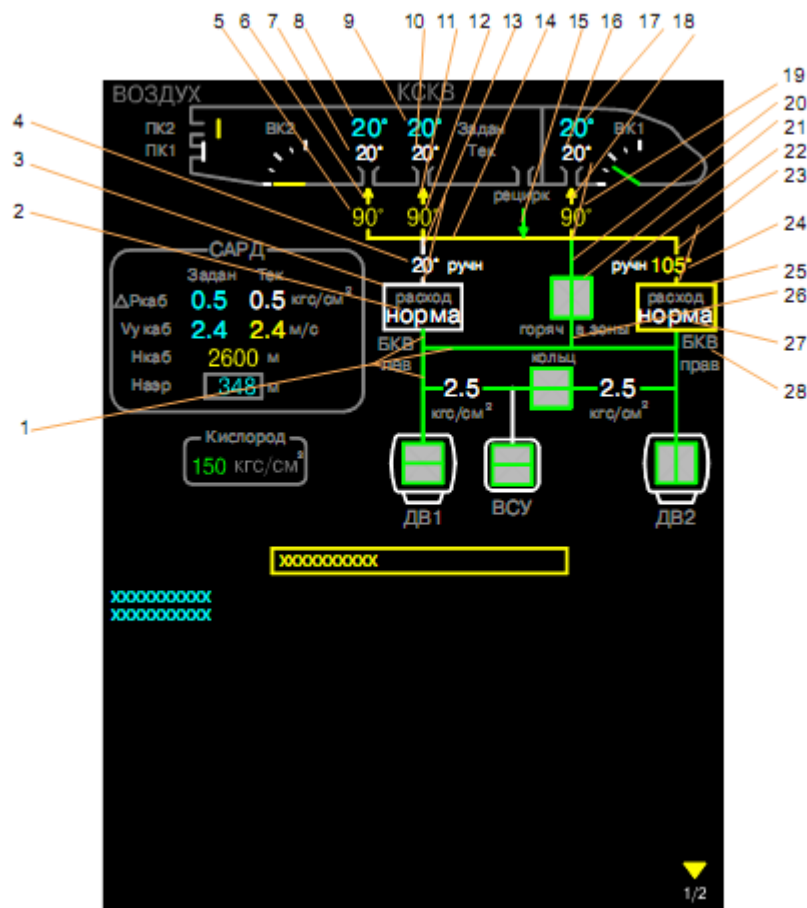 5 6 7 8 9 10 11 12 13 14 15 16 17 18
19
20
21
22
23
24
25
26
27
28
4
3
2
1
ВОЗДУХ КСКВ
ПК2 ВК2 20° 20° Задан 20° ВК1
ПК1 20° 20° Тек 20°
рецирк
90° 90° 90°
20° ручн ручн 105°
САРД
Задан Тек
△Pкаб 0.5 0.5 кгс/см²
Vу каб 2.4 2.4 м/с
Hкаб 2600 м
Hаэр 348 м
расход норма
БКВ лев
горяч в зоны
расход норма
БКВ прав
кольц
2.5 2.5
кгс/см² кгс/см²
Кислород
150 кгс/см²
ДВ1 ВСУ ДВ2
XXXXXXXXXX
XXXXXXXXXX
XXXXXXXXXX
1/2